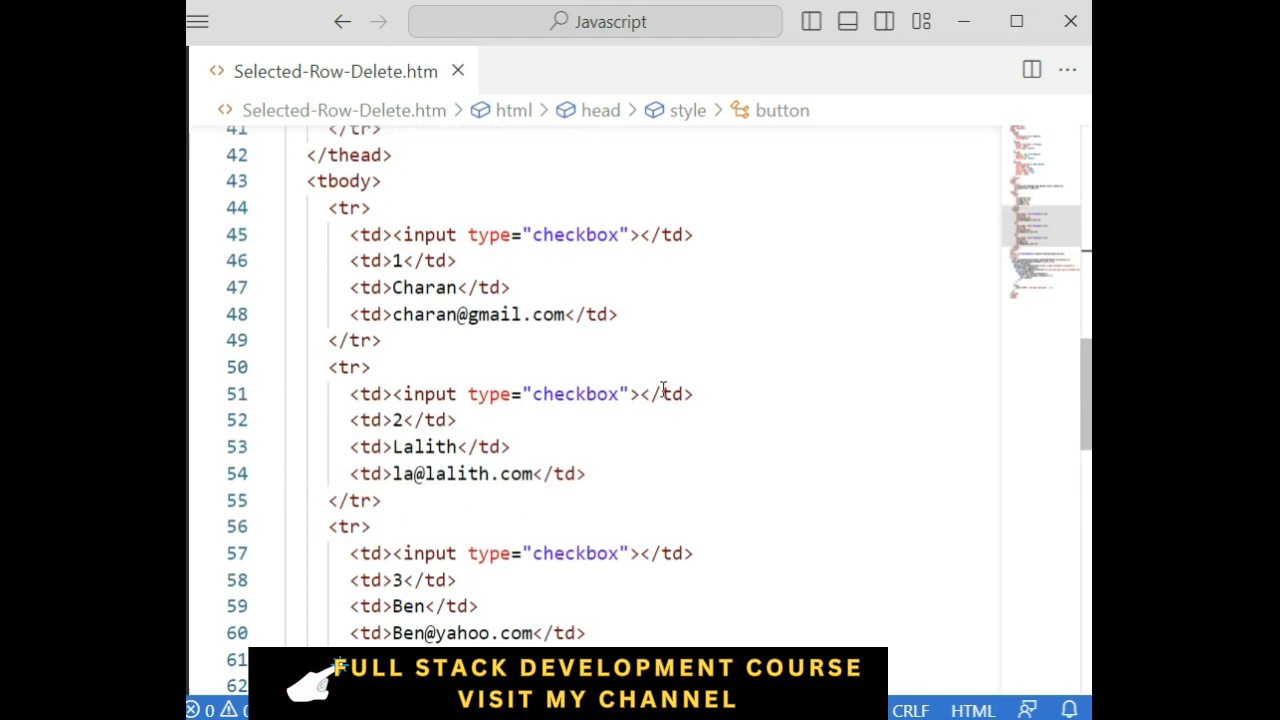 Javascript
Selected-Row-Delete.htm
Selected-Row-Delete.htm > html > head > style > button
41 </tr>
42 </thead>
43 <tbody>
44 <tr>
45 <td><input type="checkbox"></td>
46 <td>1</td>
47 <td>Charan</td>
48 <td>charan@gmail.com</td>
49 </tr>
50 <tr>
51 <td><input type="checkbox"></td>
52 <td>2</td>
53 <td>Lalith</td>
54 <td>la@lalith.com</td>
55 </tr>
56 <tr>
57 <td><input type="checkbox"></td>
58 <td>3</td>
59 <td>Ben</td>
60 <td>Ben@yahoo.com</td>
61
62
FULL STACK DEVELOPMENT COURSE
VISIT MY CHANNEL
0 CRLF HTML